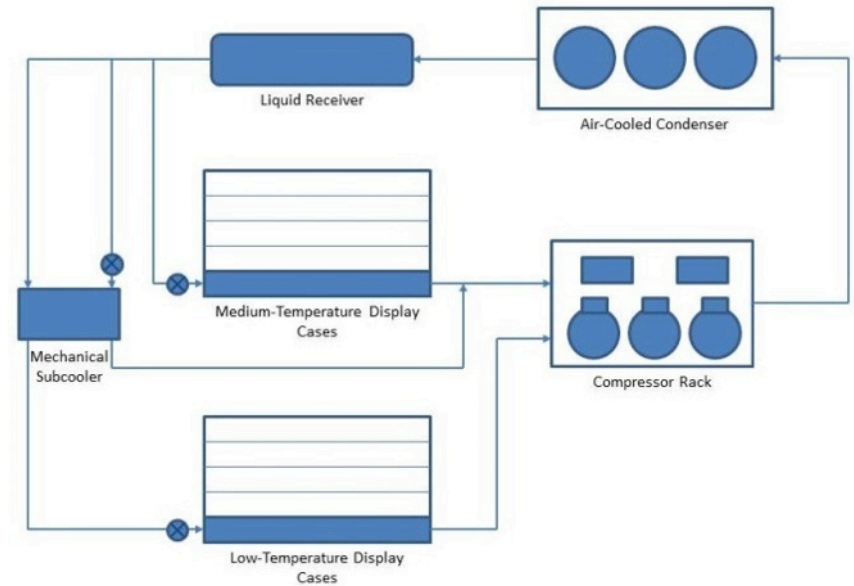 Liquid Receiver
Air-Cooled Condenser
Medium-Temperature Display
Cases
Mechanical
Subcooler
Compressor Rack
Low-Temperature Display
Cases